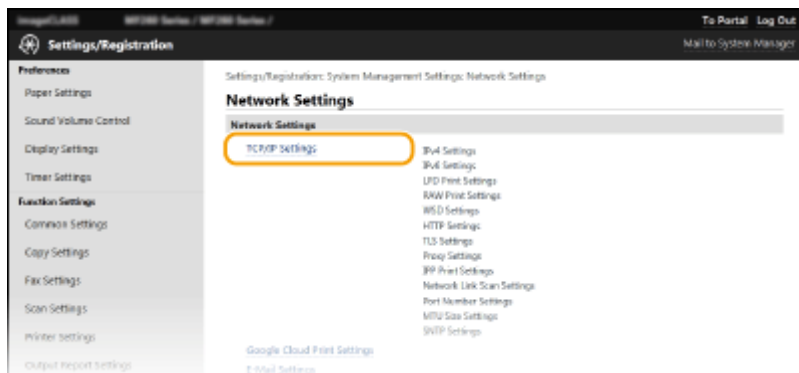 To Portal Log Out
Settings/Registration
Mail to System Manager
Preferences
Paper Settings
Sound Volume Control
Display Settings
Timer Settings
Function Settings
Common Settings
Copy Settings
Fax Settings
Scan Settings
Printer Settings
Output Report Settings
Settings/Registration: System Management Settings: Network Settings
Network Settings
Network Settings
TCP/IP Settings
IPv4 Settings
IPv6 Settings
LPD Print Settings
RAW Print Settings
WSD Settings
HTTP Settings
TLS Settings
Proxy Settings
IPP Print Settings
Network Link Scan Settings
Port Number Settings
MTU Size Settings
SNTP Settings
Google Cloud Print Settings
E-Mail Settings